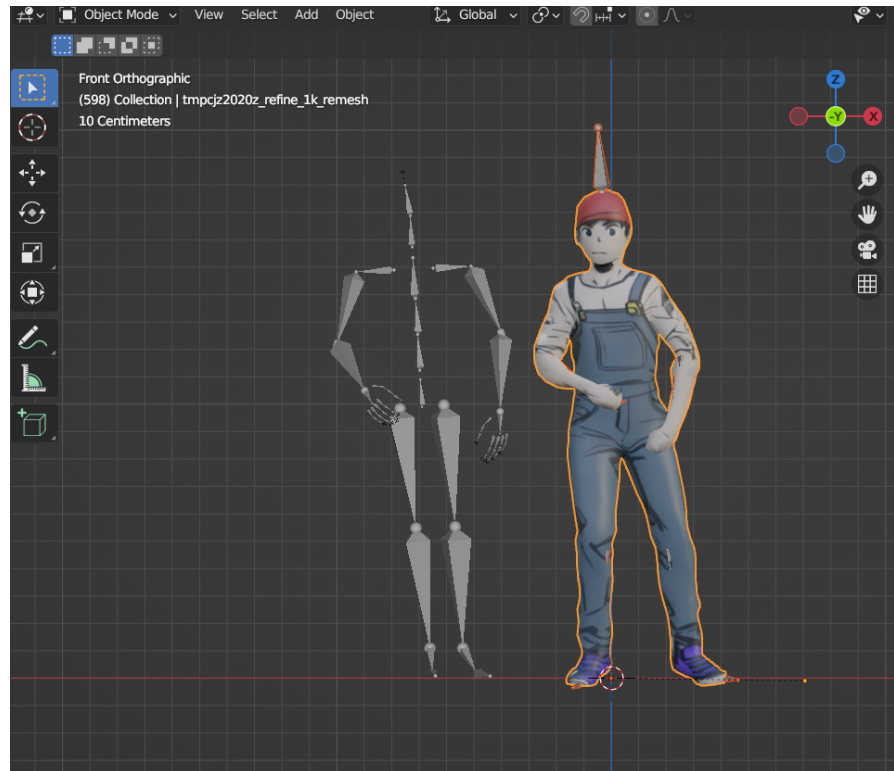 Object Mode View Select Add Object Global
Front Orthographic
(598) Collection | tmpcjz2020z_refine_1k_remesh
10 Centimeters
Z
-Y
X